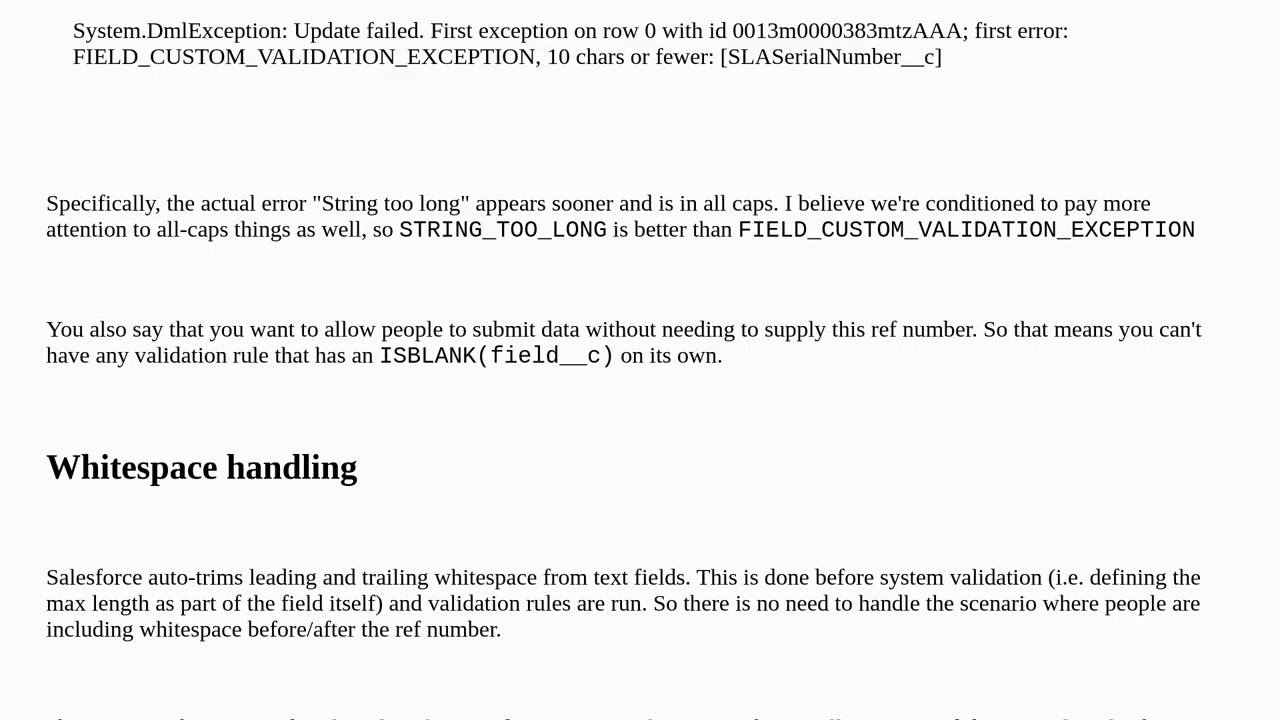 System.DmlException: Update failed. First exception on row 0 with id 0013m0000383mtzAAA; first error:
FIELD_CUSTOM_VALIDATION_EXCEPTION, 10 chars or fewer: [SLASerialNumber__c]
Specifically, the actual error "String too long" appears sooner and is in all caps. I believe we're conditioned to pay more
attention to all-caps things as well, so STRING_TOO_LONG is better than FIELD_CUSTOM_VALIDATION_EXCEPTION
You also say that you want to allow people to submit data without needing to supply this ref number. So that means you can't
have any validation rule that has an ISBLANK(field__c) on its own.
Whitespace handling
Salesforce auto-trims leading and trailing whitespace from text fields. This is done before system validation (i.e. defining the
max length as part of the field itself) and validation rules are run. So there is no need to handle the scenario where people are
including whitespace before/after the ref number.